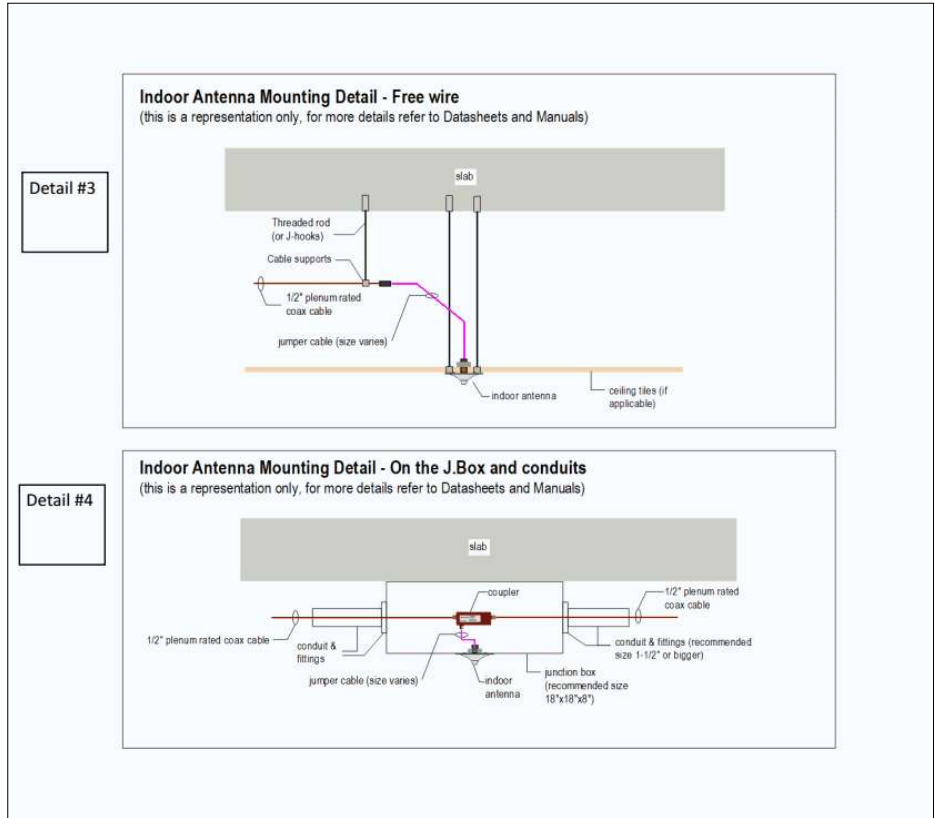 Detail #3
Indoor Antenna Mounting Detail - Free wire
(this is a representation only, for more details refer to Datasheets and Manuals)
slab
Threaded rod
(or J-hooks)
Cable supports
1/2" plenum rated
coax cable
jumper cable (size varies)
indoor antenna
ceiling tiles (if
applicable)
Detail #4
Indoor Antenna Mounting Detail - On the J.Box and conduits
(this is a representation only, for more details refer to Datasheets and Manuals)
slab
coupler
1/2" plenum rated
coax cable
1/2" plenum rated coax cable
conduit &
fittings
conduit & fittings (recommended
size 1-1/2" or bigger)
jumper cable (size varies)
indoor
antenna
junction box
(recommended size
18"x18"x8")